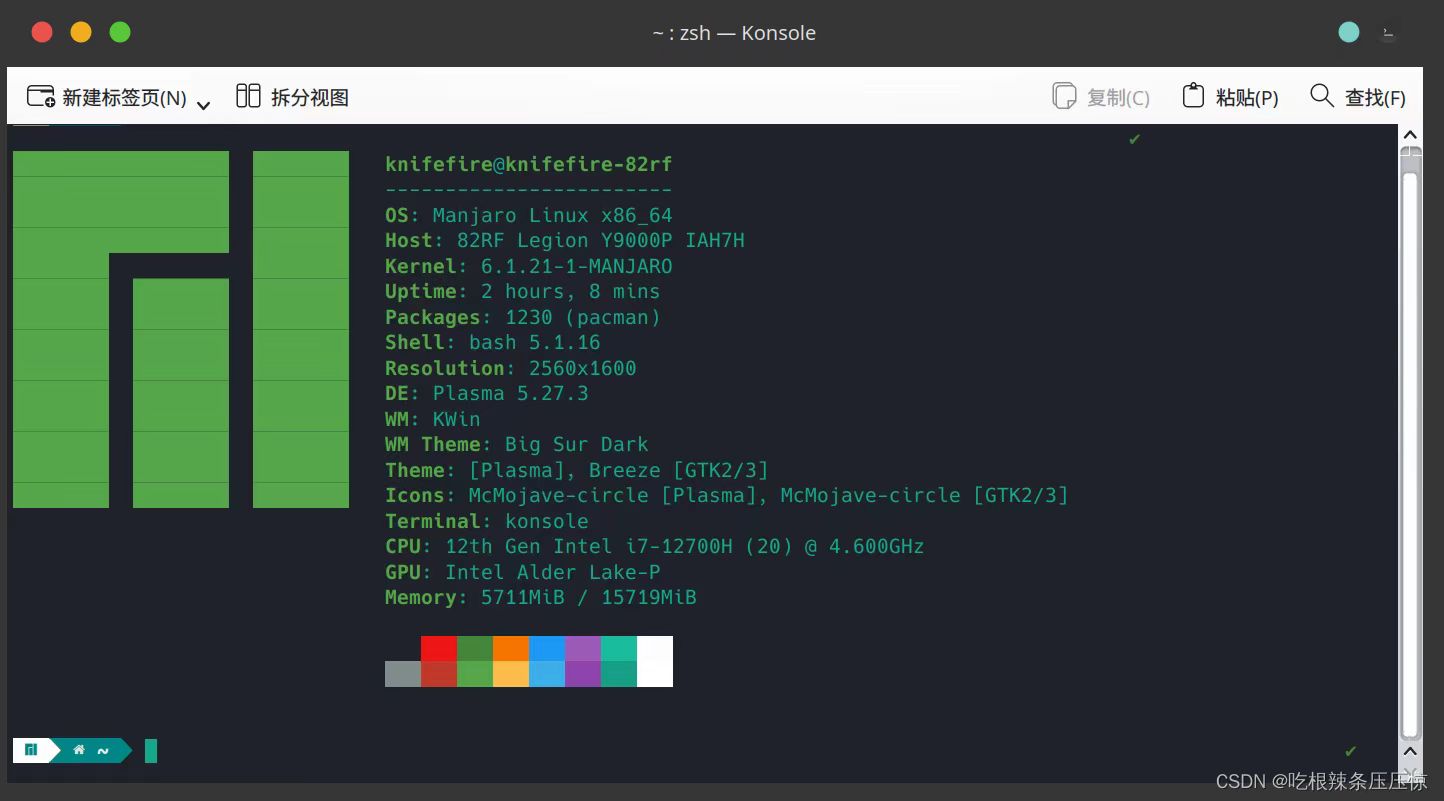 ~ : zsh — Konsole
新建标签页(N) 拆分视图 复制(C) 粘贴(P) 查找(F)
knifefire@knifefire-82rf
------------------------
OS: Manjaro Linux x86_64
Host: 82RF Legion Y9000P IAH7H
Kernel: 6.1.21-1-MANJARO
Uptime: 2 hours, 8 mins
Packages: 1230 (pacman)
Shell: bash 5.1.16
Resolution: 2560x1600
DE: Plasma 5.27.3
WM: KWin
WM Theme: Big Sur Dark
Theme: [Plasma], Breeze [GTK2/3]
Icons: McMojave-circle [Plasma], McMojave-circle [GTK2/3]
Terminal: konsole
CPU: 12th Gen Intel i7-12700H (20) @ 4.600GHz
GPU: Intel Alder Lake-P
Memory: 5711MiB / 15719MiB
~
CSDN @吃根辣条压压惊